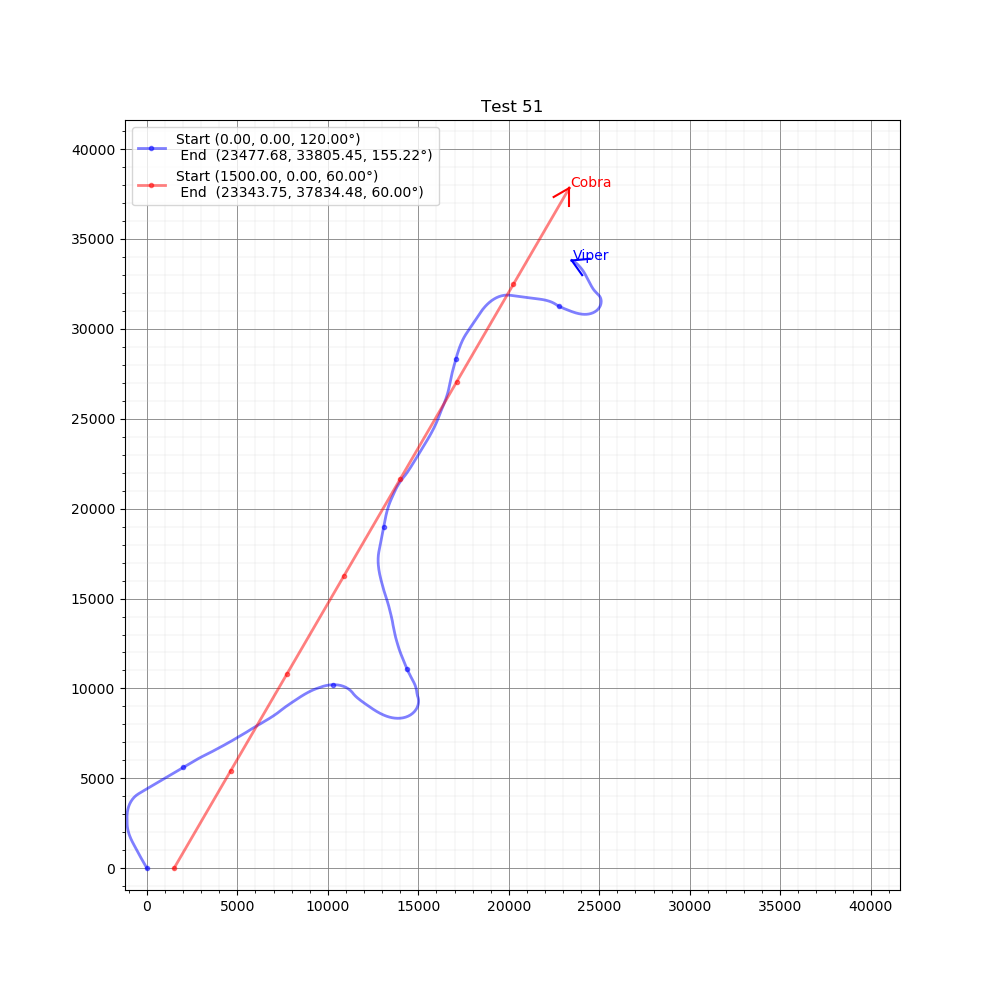 Test 51
Start (0.00, 0.00, 120.00°)
End (23477.68, 33805.45, 155.22°)
Start (1500.00, 0.00, 60.00°)
End (23343.75, 37834.48, 60.00°)
Cobra
Viper
40000
35000
30000
25000
20000
15000
10000
5000
0
0 5000 10000 15000 20000 25000 30000 35000 40000